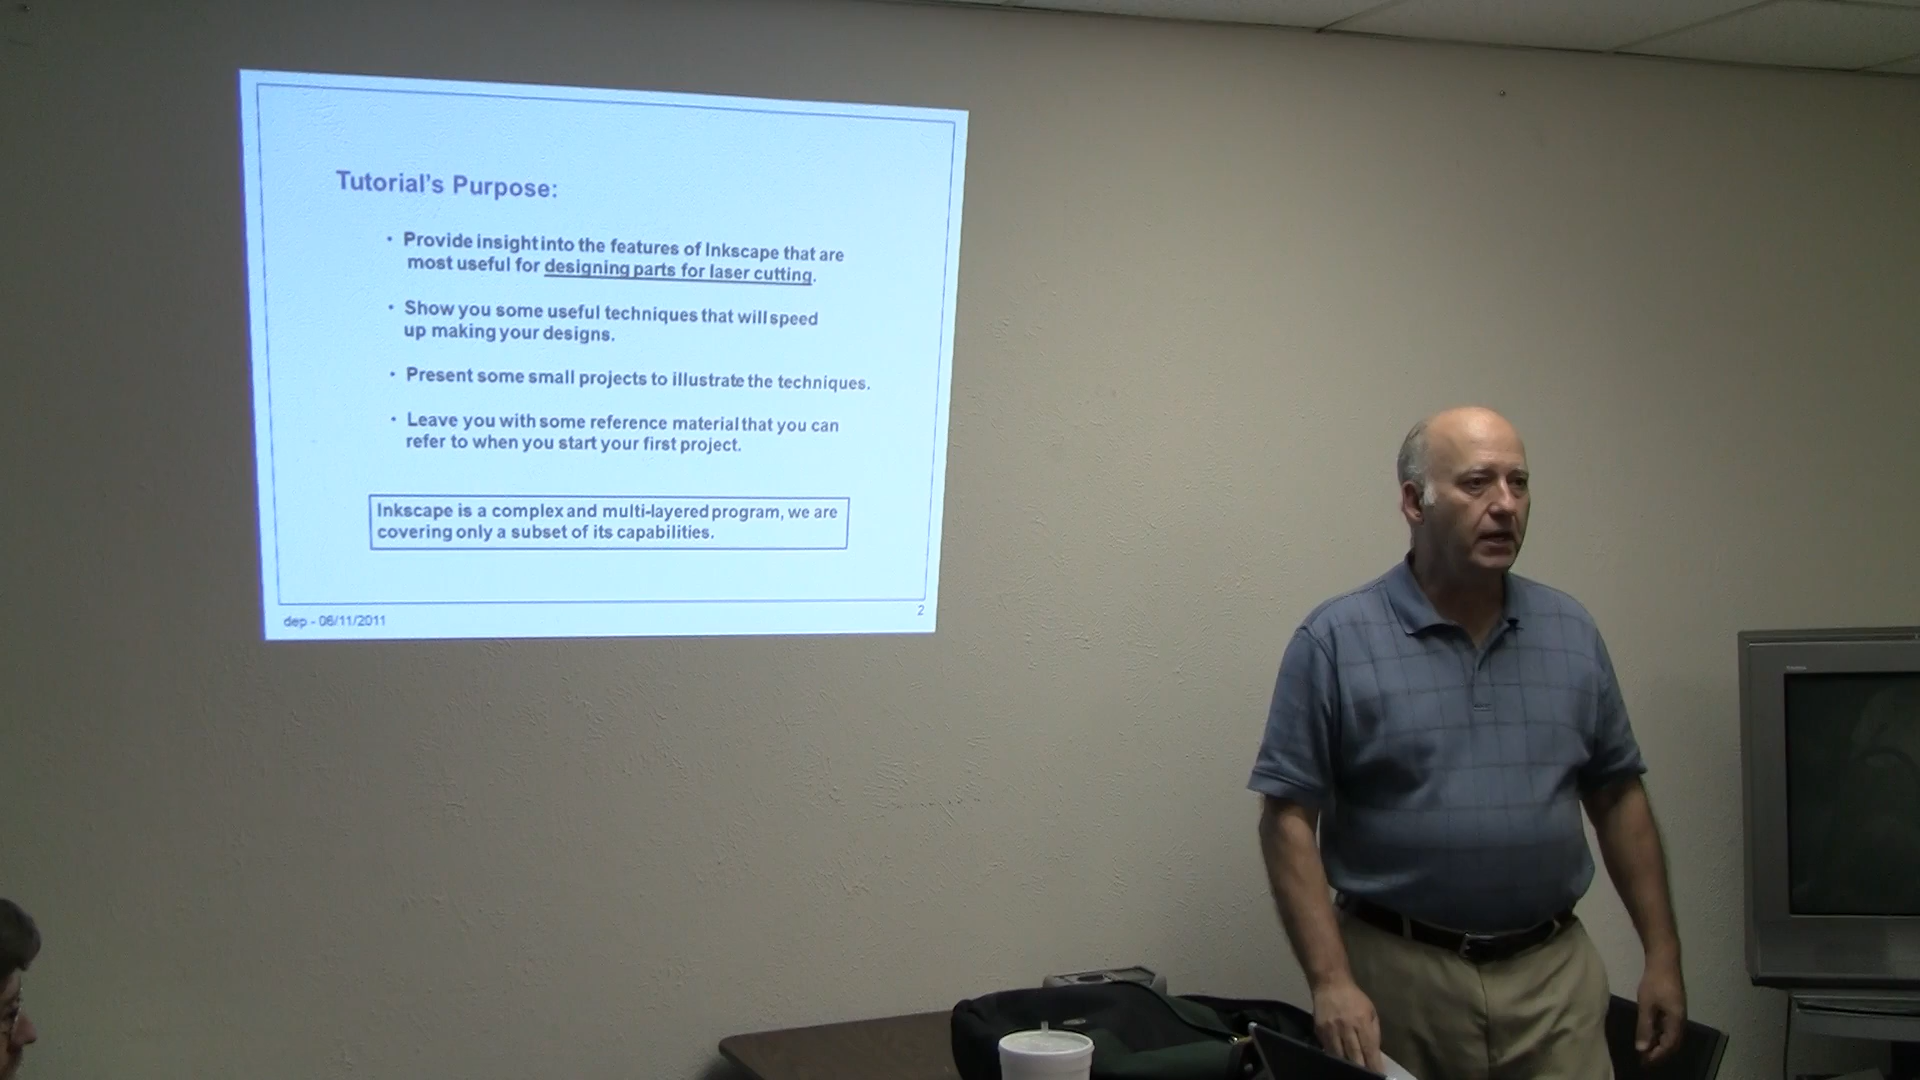 Tutorial's Purpose:
• Provide insight into the features of Inkscape that are
most useful for designing parts for laser cutting.
• Show you some useful techniques that will speed
up making your designs.
• Present some small projects to illustrate the techniques.
• Leave you with some reference material that you can
refer to when you start your first project.
Inkscape is a complex and multi-layered program, we are
covering only a subset of its capabilities.
dep - 06/11/2011
2